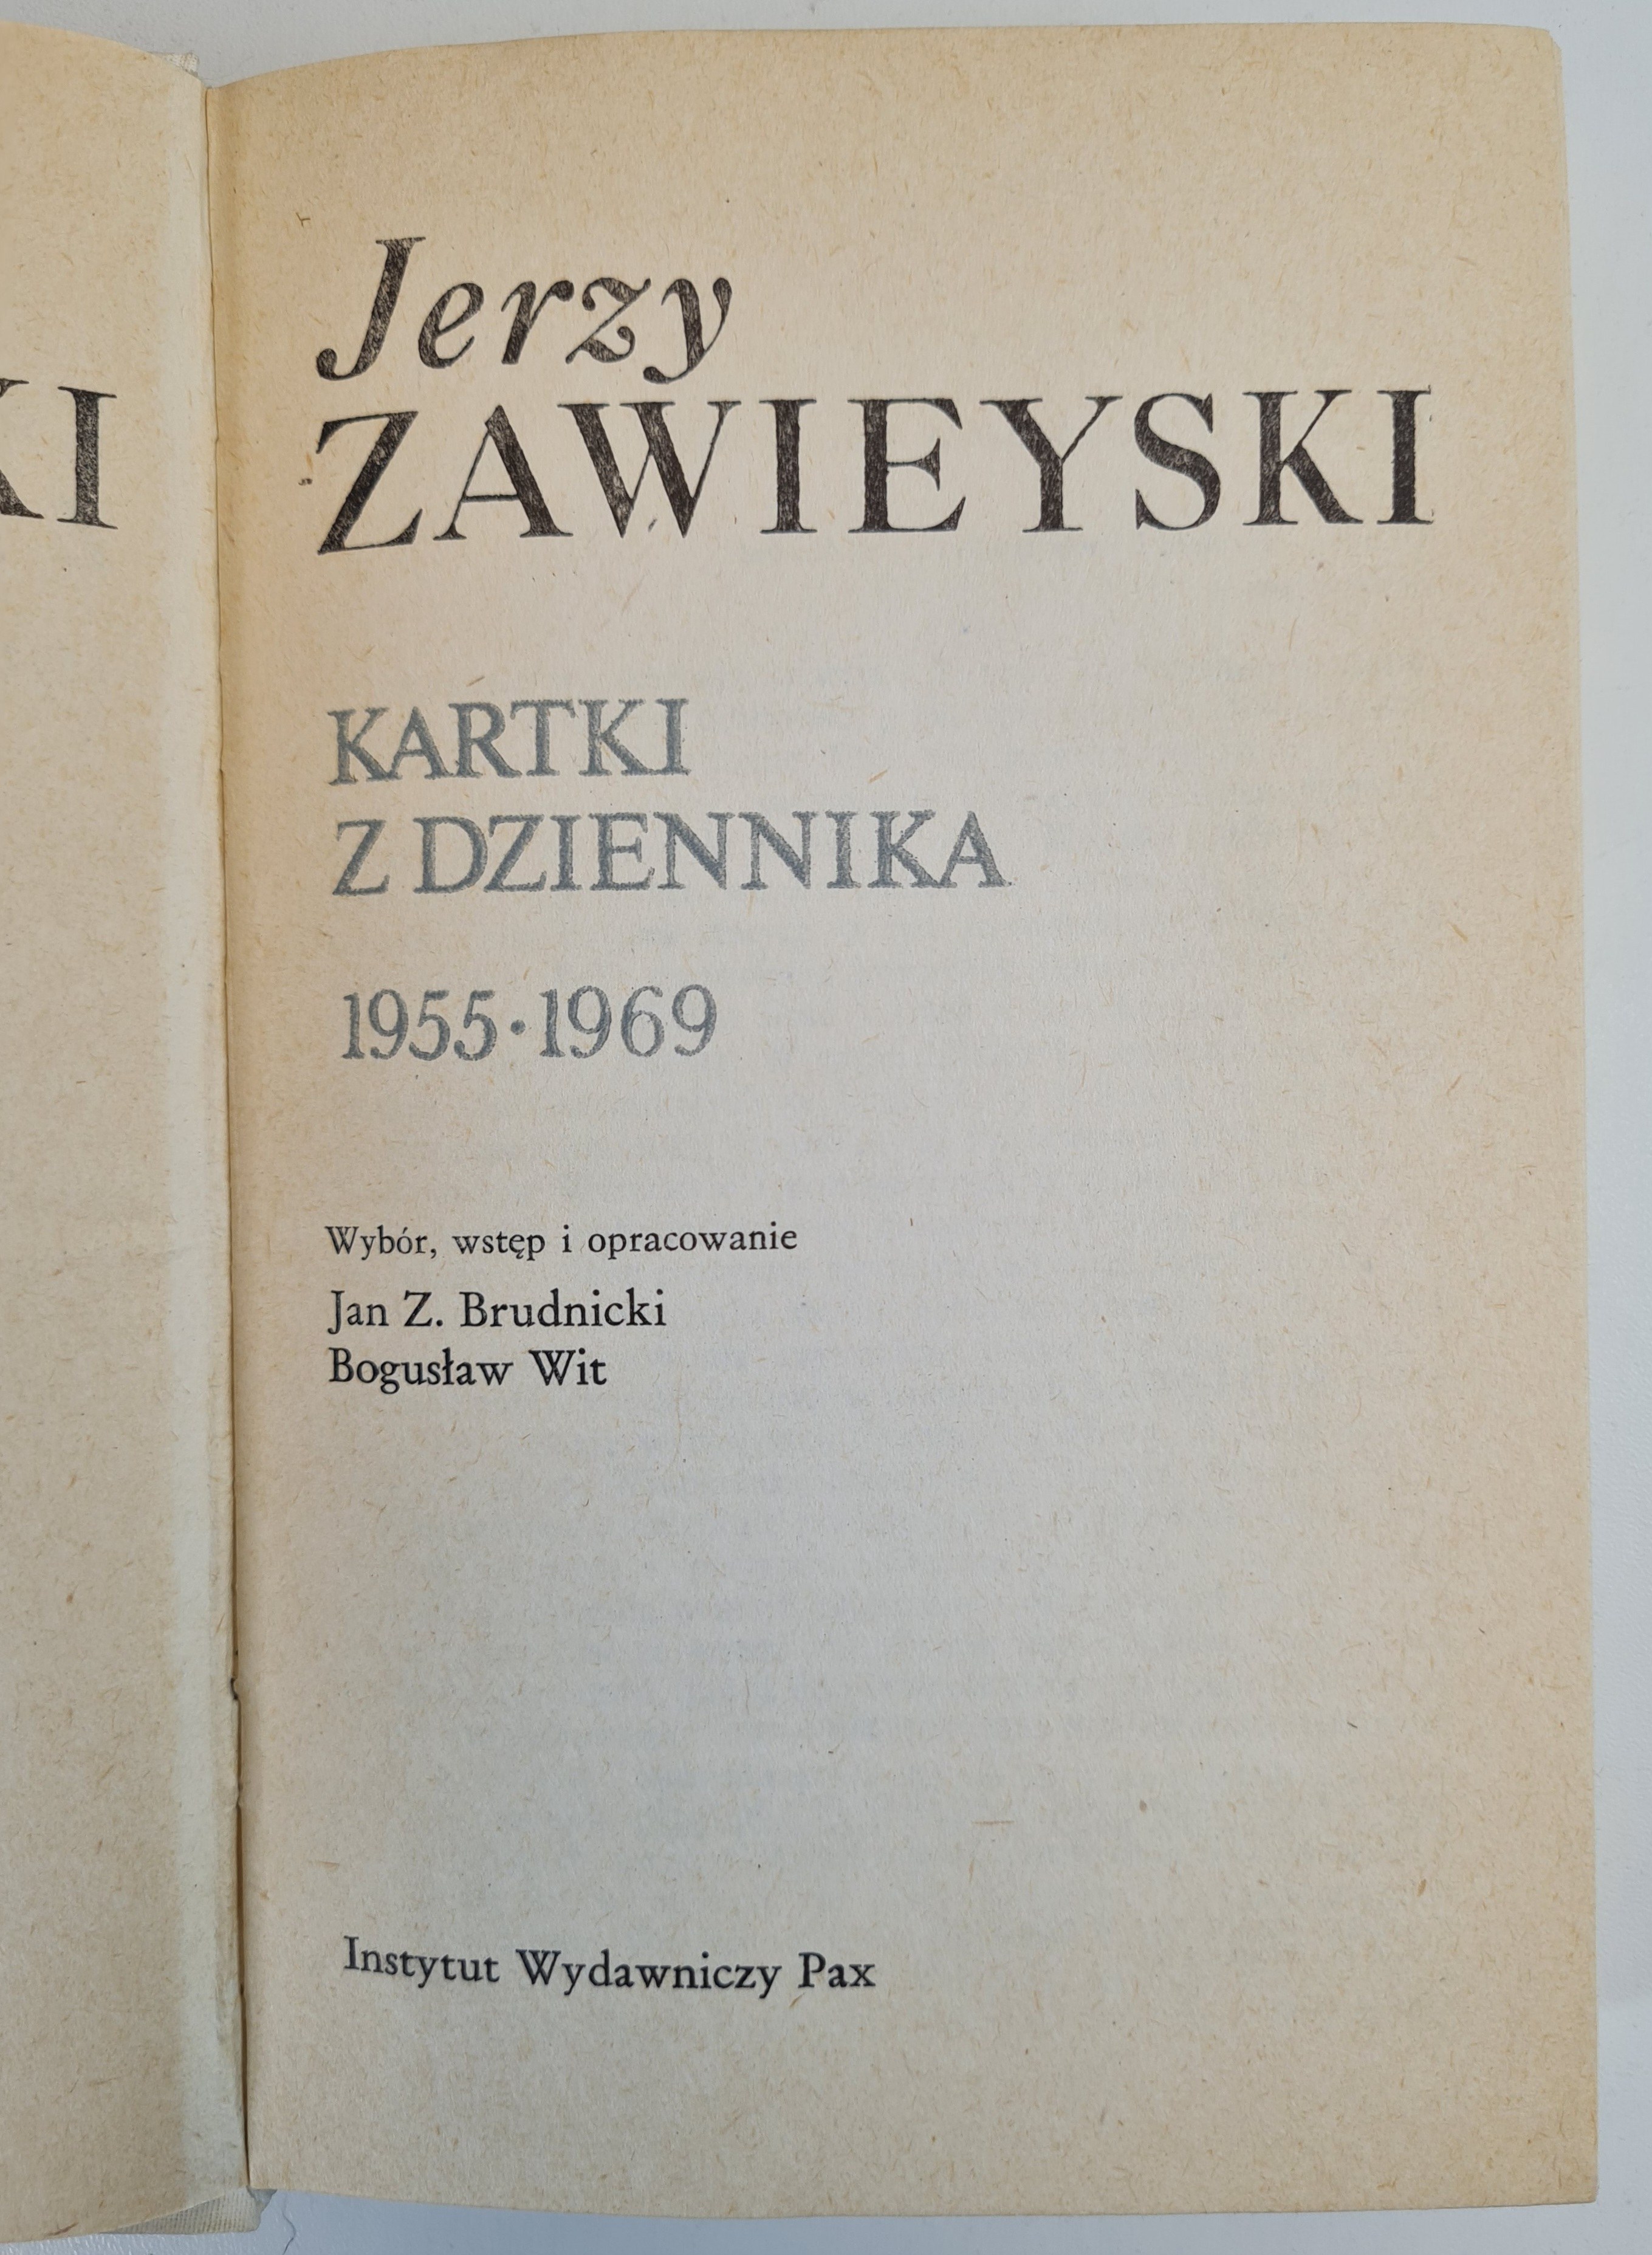 Jerzy
ZAWIEYSKI
KARTKI
Z DZIENNIKA
1955·1969
Wybór, wstęp i opracowanie
Jan Z. Brudnicki
Bogusław Wit
Instytut Wydawniczy Pax